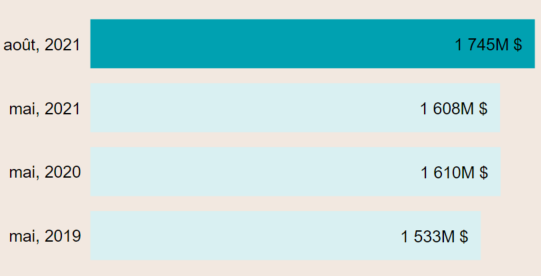 août, 2021 1 745M $
mai, 2021 1 608M $
mai, 2020 1 610M $
mai, 2019 1 533M $